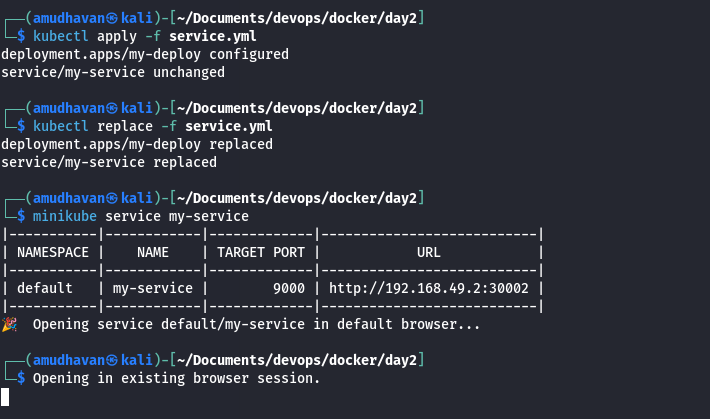 ┌──(amudhavan㉿kali)-[~/Documents/devops/docker/day2]
└─$ kubectl apply -f service.yml
deployment.apps/my-deploy configured
service/my-service unchanged
┌──(amudhavan㉿kali)-[~/Documents/devops/docker/day2]
└─$ kubectl replace -f service.yml
deployment.apps/my-deploy replaced
service/my-service replaced
┌──(amudhavan㉿kali)-[~/Documents/devops/docker/day2]
└─$ minikube service my-service
|-----------|------------|-------------|---------------------------|
| NAMESPACE |    NAME    | TARGET PORT |            URL            |
|-----------|------------|-------------|---------------------------|
| default   | my-service |        9000 | http://192.168.49.2:30002 |
|-----------|------------|-------------|---------------------------|
🎉  Opening service default/my-service in default browser...
┌──(amudhavan㉿kali)-[~/Documents/devops/docker/day2]
└─$ Opening in existing browser session.